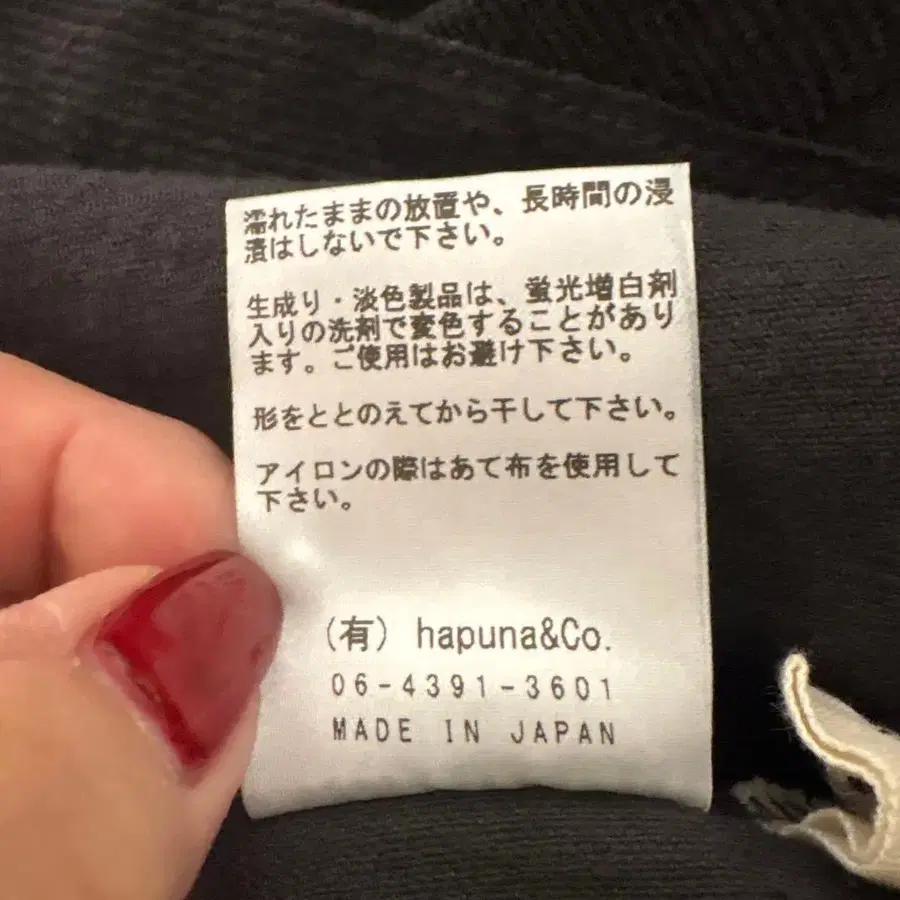 濡れたままの放置や、長時間の浸
漬はしないで下さい。
生成り・淡色製品は、蛍光増白剤
入りの洗剤で変色することがあり
ます。ご使用はお避け下さい。
形をととのえてから干して下さい。
アイロンの際はあて布を使用して
下さい。
(有) hapuna&Co.
06-4391-3601
MADE IN JAPAN